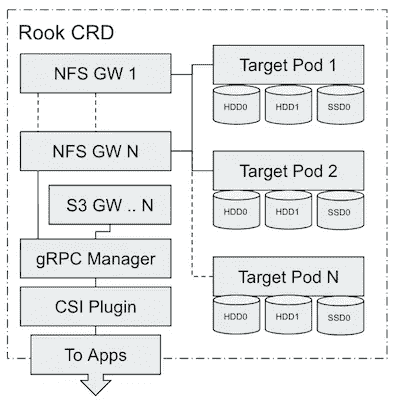 Rook CRD
NFS GW 1
NFS GW N
S3 GW .. N
gRPC Manager
CSI Plugin
To Apps
Target Pod 1
HDD0 HDD1 SSD0
Target Pod 2
HDD0 HDD1 SSD0
Target Pod N
HDD0 HDD1 SSD0